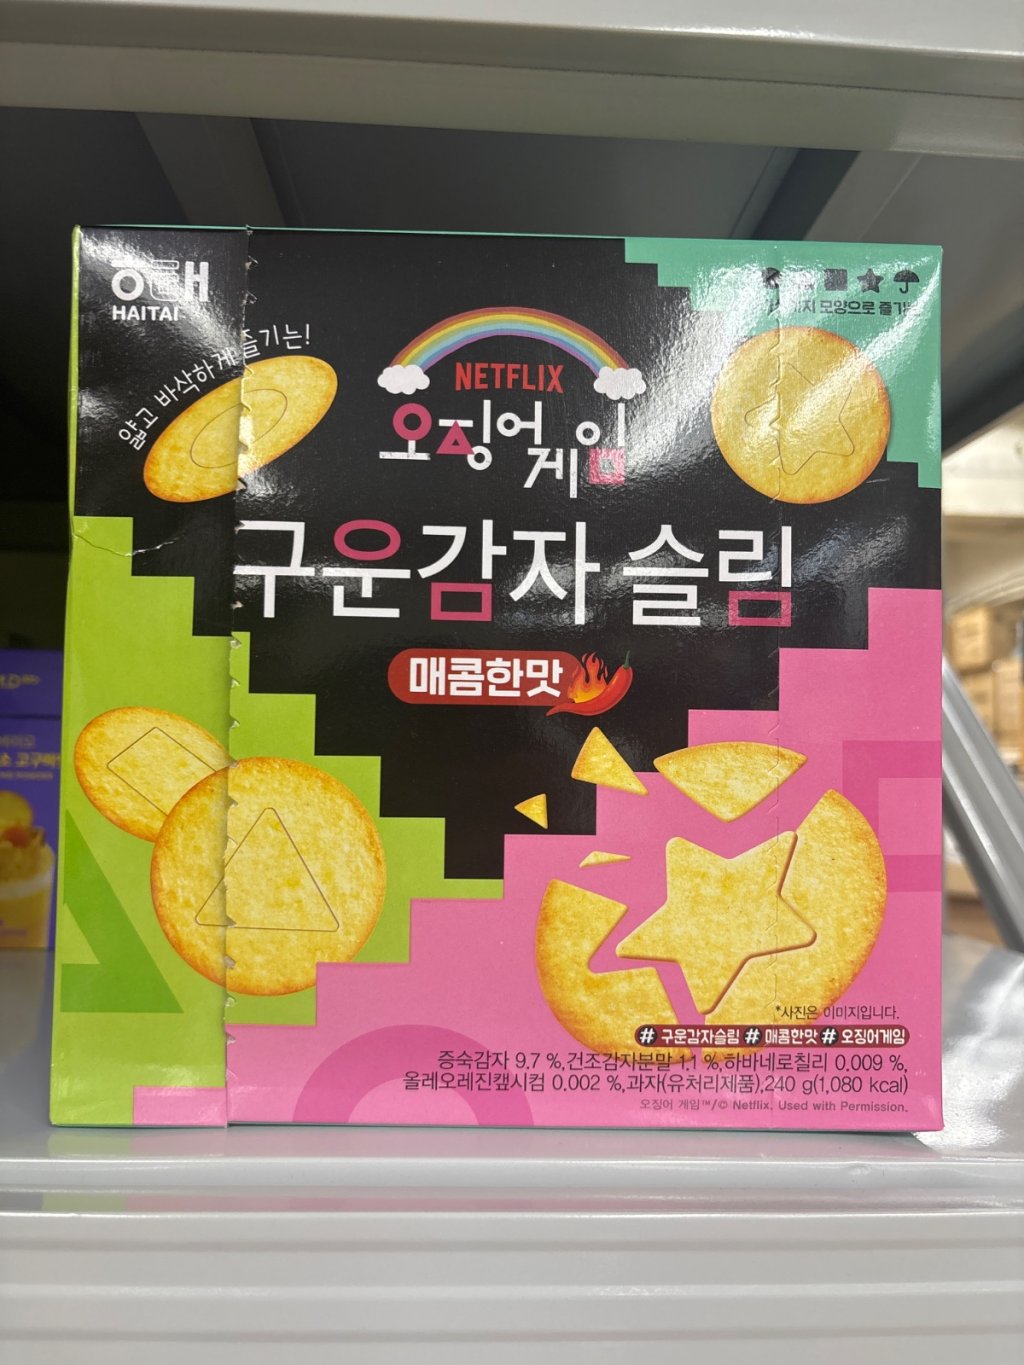 해태
HAITAI
얇고 바삭하게 즐기는!
모양으로
NETFLIX
오징어
게임
구운감자 슬림
매콤한맛
*사진은 이미지입니다.
# 구운감자슬림 # 매콤한맛 # 오징어게임
증숙감자 9.7 %,건조감자분말 1.1 %,하바네로칠리 0.009 %,
올레오레진캪시컴 0.002 %,과자(유처리제품),240 g(1,080 kcal)
오징어 게임™/© Netflix. Used with Permission.